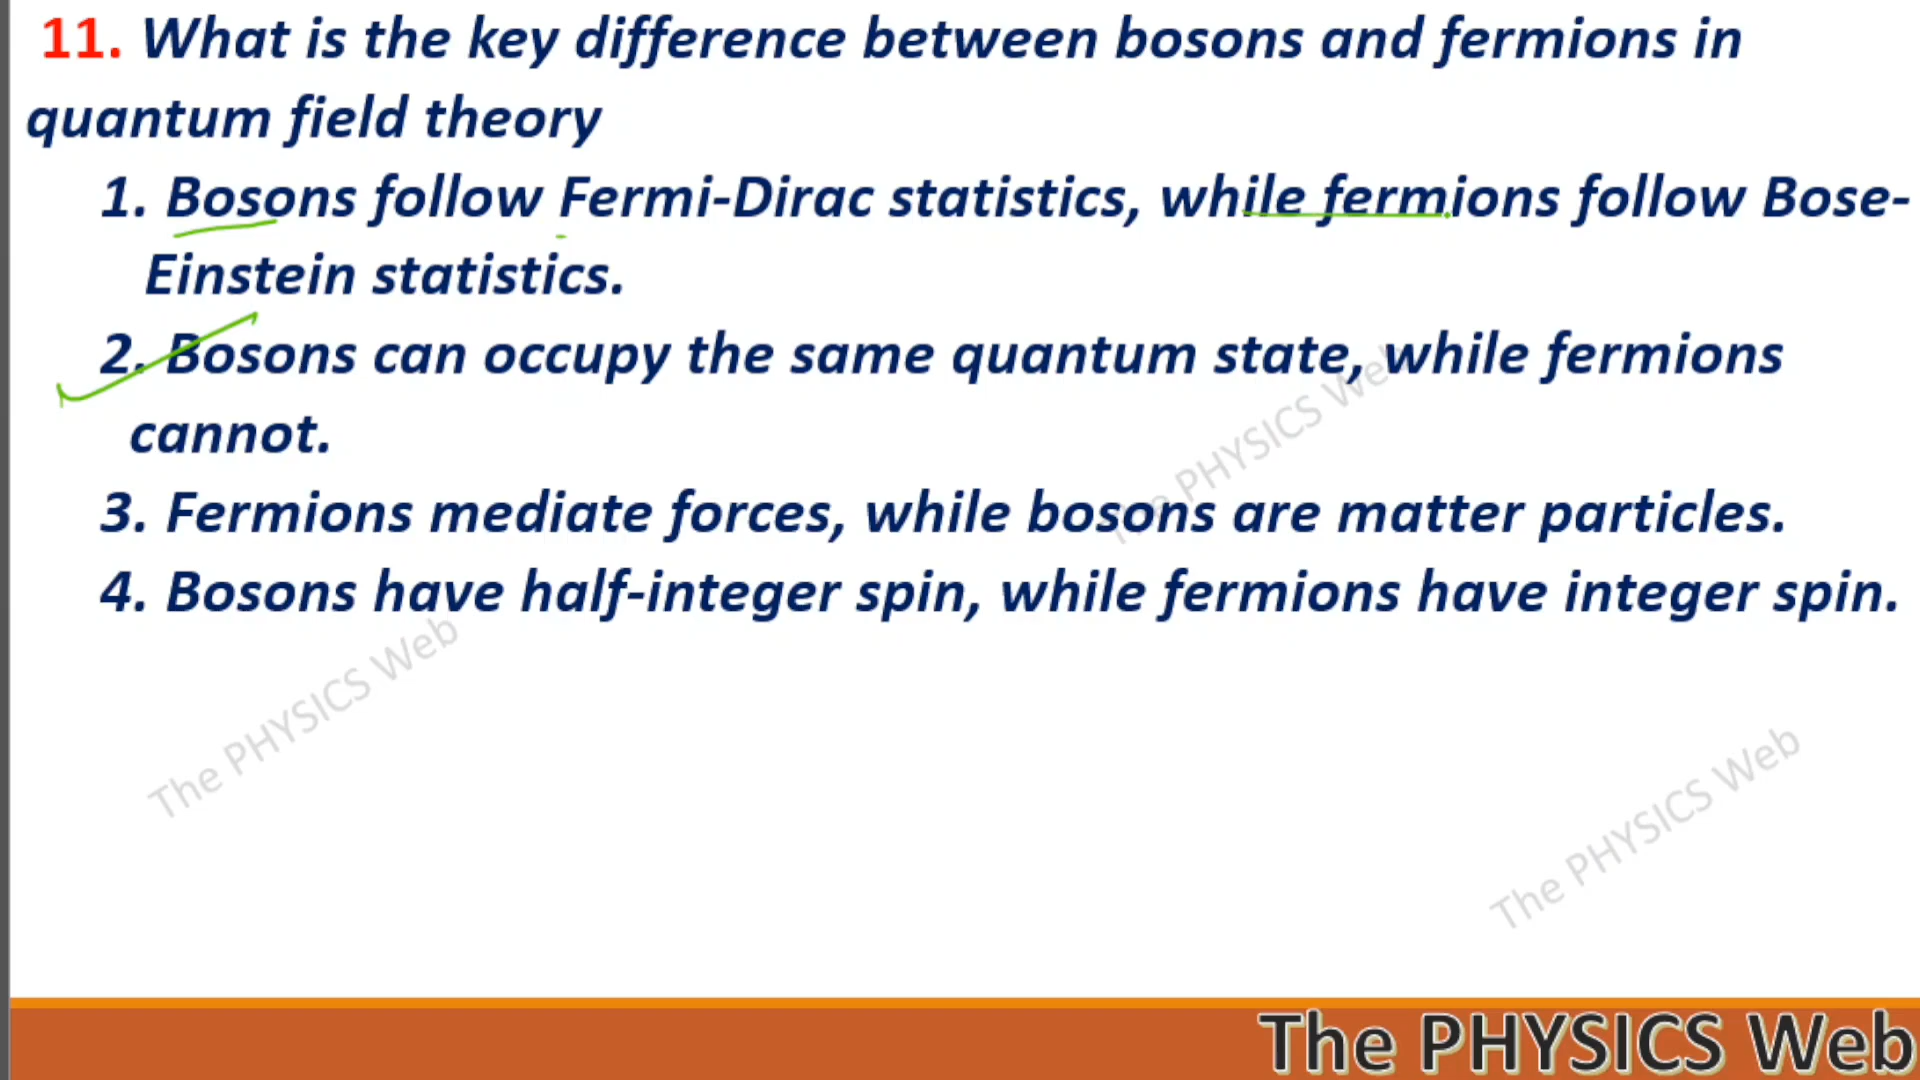 11. What is the key difference between bosons and fermions in
quantum field theory
1. Bosons follow Fermi-Dirac statistics, while fermions follow Bose-
Einstein statistics.
2. Bosons can occupy the same quantum state, while fermions
cannot.
The PHYSICS Web
3. Fermions mediate forces, while bosons are matter particles.
4. Bosons have half-integer spin, while fermions have integer spin.
The PHYSICS Web
The PHYSICS Web
The PHYSICS Web